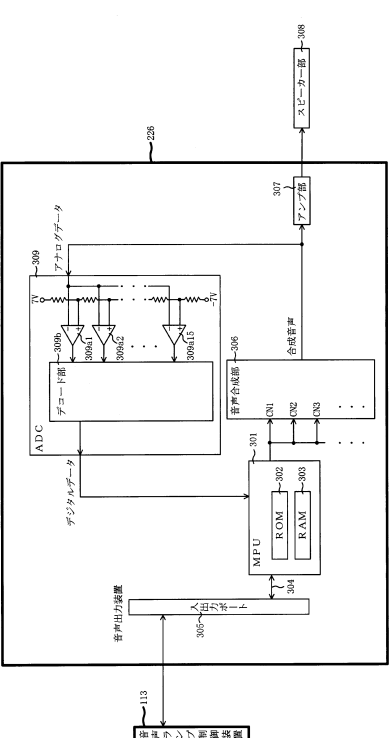 308
スピーカー部
226
307
アンプ部
アナログデータ
309
7V
-7V
309a1
309a2
309a15
309b
デコード部
ADC
デジタルデータ
合成音声
306
音声合成部
CN1
CN2
CN3
301
MPU
302
ROM
303
RAM
304
音声出力装置
入出力ポート
305
113
音声ランプ制御装置